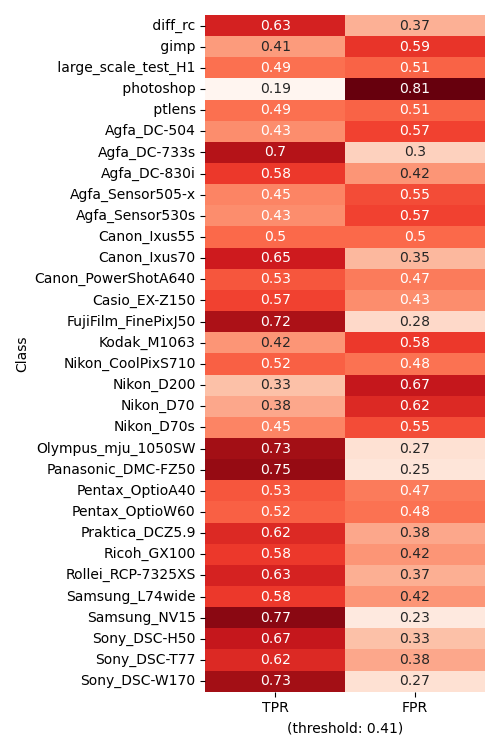 Class
diff_rc 0.63 0.37
gimp 0.41 0.59
large_scale_test_H1 0.49 0.51
photoshop 0.19 0.81
ptlens 0.49 0.51
Agfa_DC-504 0.43 0.57
Agfa_DC-733s 0.7 0.3
Agfa_DC-830i 0.58 0.42
Agfa_Sensor505-x 0.45 0.55
Agfa_Sensor530s 0.43 0.57
Canon_Ixus55 0.5 0.5
Canon_Ixus70 0.65 0.35
Canon_PowerShotA640 0.53 0.47
Casio_EX-Z150 0.57 0.43
FujiFilm_FinePixJ50 0.72 0.28
Kodak_M1063 0.42 0.58
Nikon_CoolPixS710 0.52 0.48
Nikon_D200 0.33 0.67
Nikon_D70 0.38 0.62
Nikon_D70s 0.45 0.55
Olympus_mju_1050SW 0.73 0.27
Panasonic_DMC-FZ50 0.75 0.25
Pentax_OptioA40 0.53 0.47
Pentax_OptioW60 0.52 0.48
Praktica_DCZ5.9 0.62 0.38
Ricoh_GX100 0.58 0.42
Rollei_RCP-7325XS 0.63 0.37
Samsung_L74wide 0.58 0.42
Samsung_NV15 0.77 0.23
Sony_DSC-H50 0.67 0.33
Sony_DSC-T77 0.62 0.38
Sony_DSC-W170 0.73 0.27
TPR FPR
(threshold: 0.41)